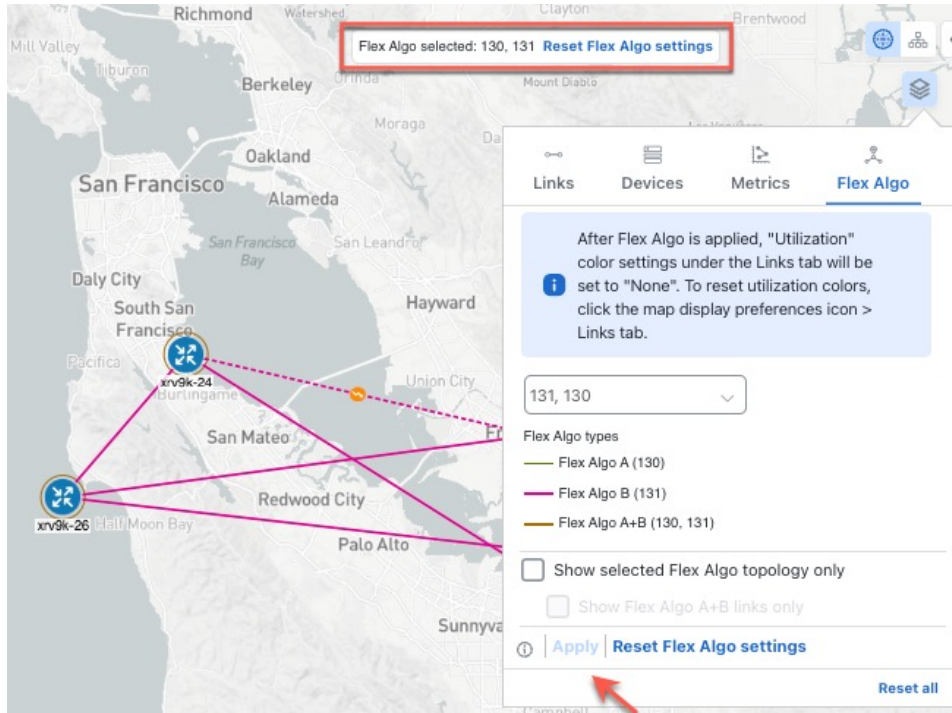 Richmond
Watershed
Clayton
Brentwood
Flex Algo selected: 130, 131 Reset Flex Algo settings
Mill Valley
Tiburon
Berkeley
Orinda
Mount Diablo
Moraga
Oakland
San Francisco
Alameda
San Francisco
Bay
San Leandro
Daly City
South San
Francisco
Hayward
Pacifica
xrv9k-24
Burlingame
Union City
San Mateo
Redwood City
xrv9k-26
Half Moon Bay
Palo Alto
Sunnyva
Campbell
Links
Devices
Metrics
Flex Algo
After Flex Algo is applied, "Utilization"
color settings under the Links tab will be
set to "None". To reset utilization colors,
click the map display preferences icon >
Links tab.
131, 130
Flex Algo types
Flex Algo A (130)
Flex Algo B (131)
Flex Algo A+B (130, 131)
Show selected Flex Algo topology only
Show Flex Algo A+B links only
Apply
Reset Flex Algo settings
Reset all